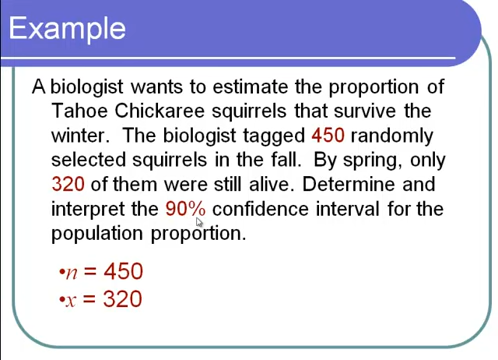 Example
A biologist wants to estimate the proportion of
Tahoe Chickaree squirrels that survive the
winter. The biologist tagged 450 randomly
selected squirrels in the fall. By spring, only
320 of them were still alive. Determine and
interpret the 90% confidence interval for the
population proportion.
•n = 450
•x = 320